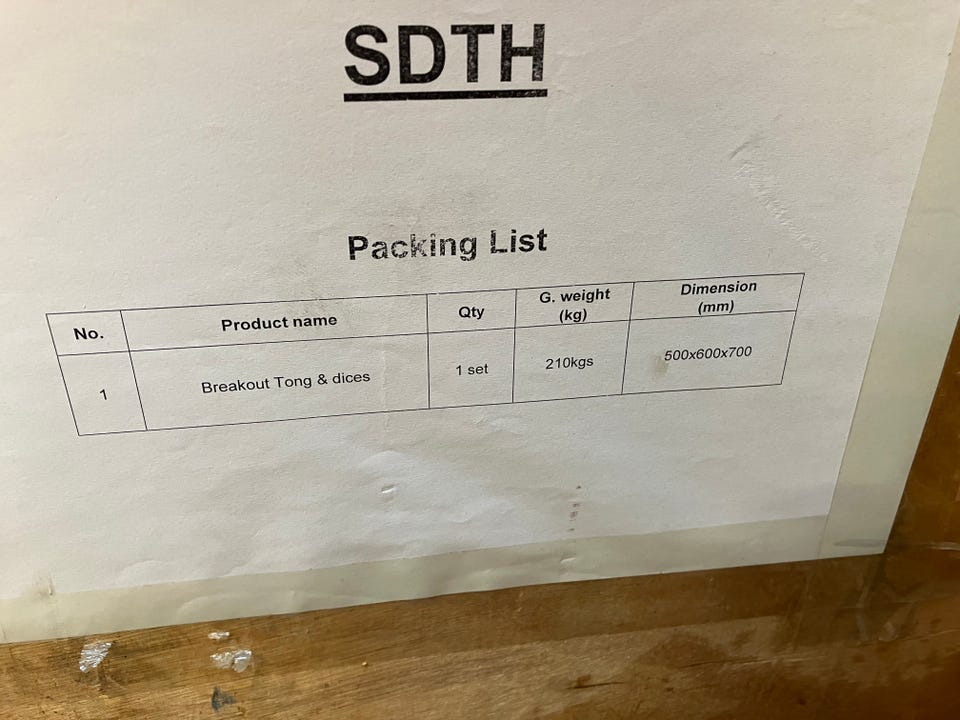 SDTH
Packing List
No. Product name Qty G. weight (kg) Dimension (mm)
1 Breakout Tong & dices 1 set 210kgs 500x600x700